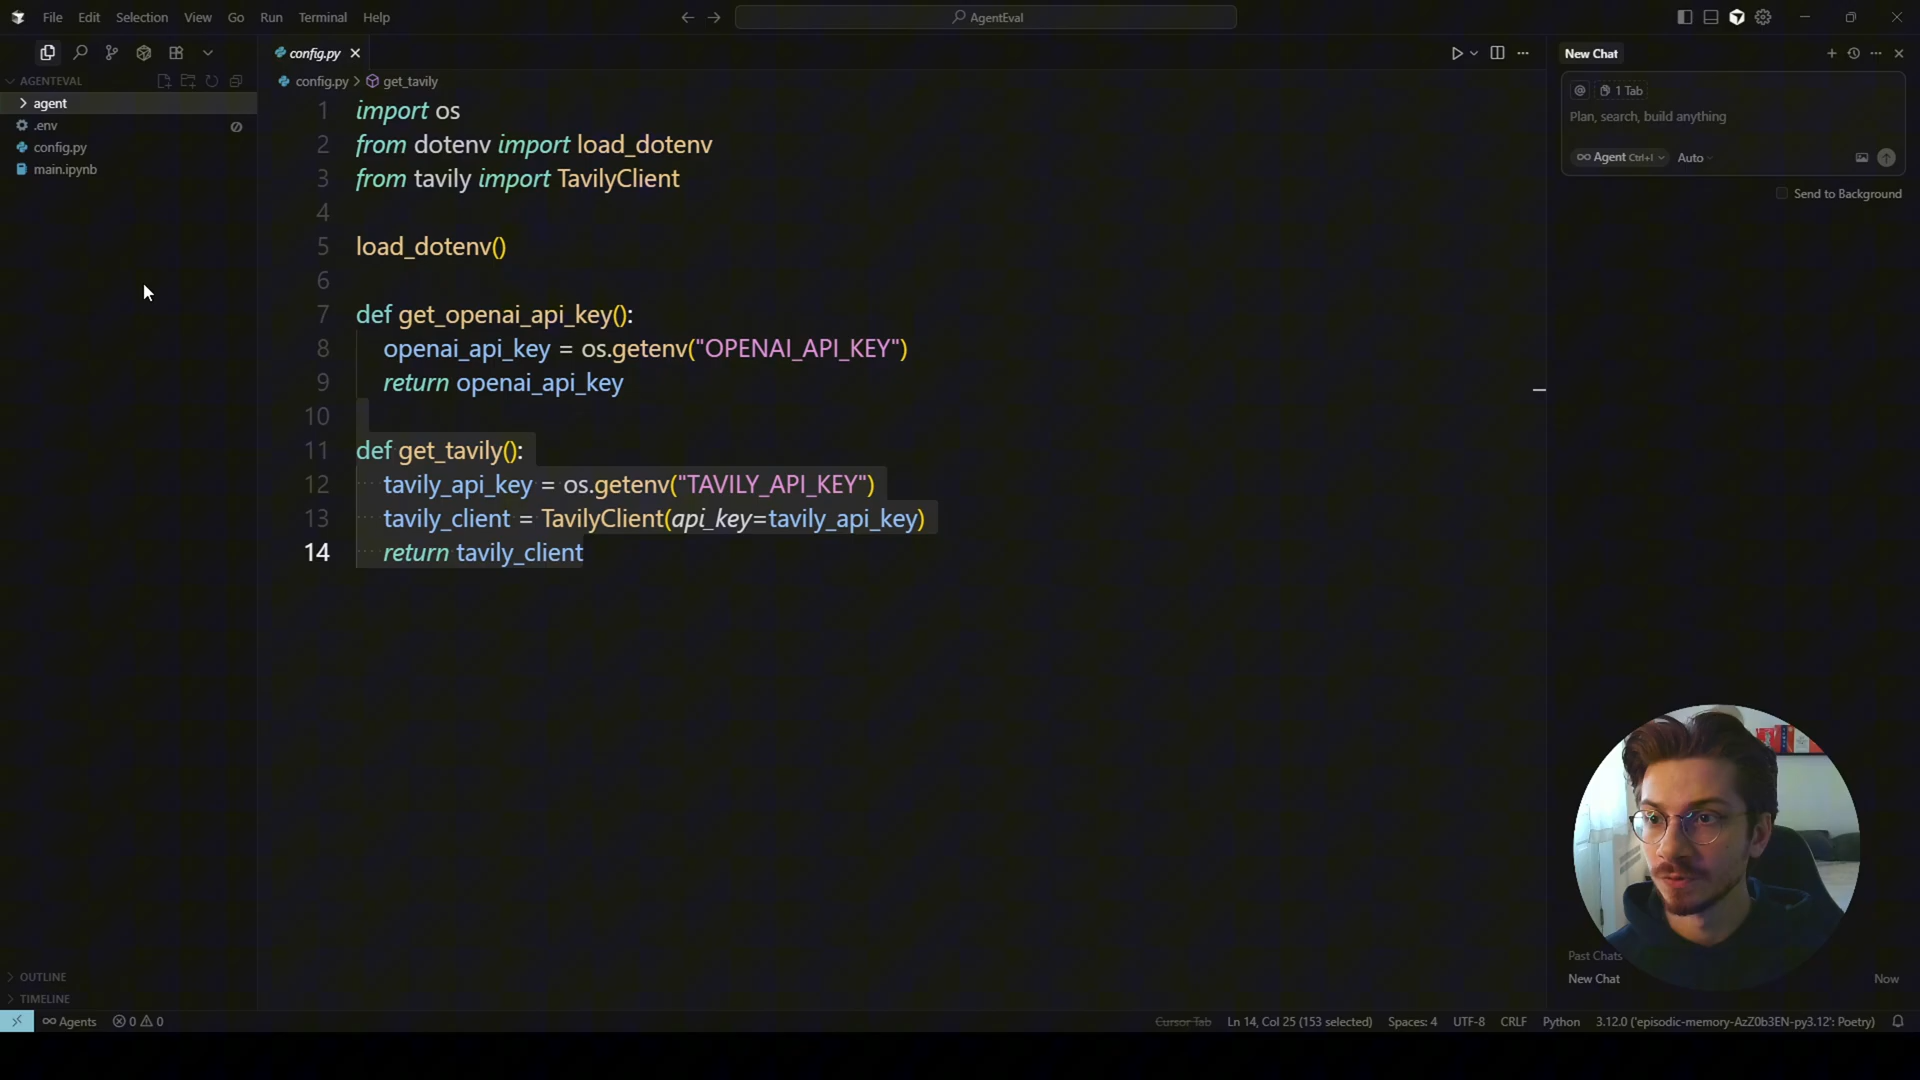 File Edit Selection View Go Run Terminal Help
AgentEval
AGENTEVAL
agent
.env
config.py
main.ipynb
OUTLINE
TIMELINE
config.py
config.py > get_tavily
1 import os
2 from dotenv import load_dotenv
3 from tavily import TavilyClient
4
5 load_dotenv()
6
7 def get_openai_api_key():
8 openai_api_key = os.getenv("OPENAI_API_KEY")
9 return openai_api_key
10
11 def get_tavily():
12 tavily_api_key = os.getenv("TAVILY_API_KEY")
13 tavily_client = TavilyClient(api_key=tavily_api_key)
14 return tavily_client
New Chat
@ 1 Tab
Plan, search, build anything
Agent Ctrl+I Auto
Send to Background
Past Chats
New Chat Now
Agents 0 0 Cursor Tab Ln 14, Col 25 (153 selected) Spaces: 4 UTF-8 CRLF Python 3.12.0 ('episodic-memory-AzZ0b3EN-py3.12': Poetry)